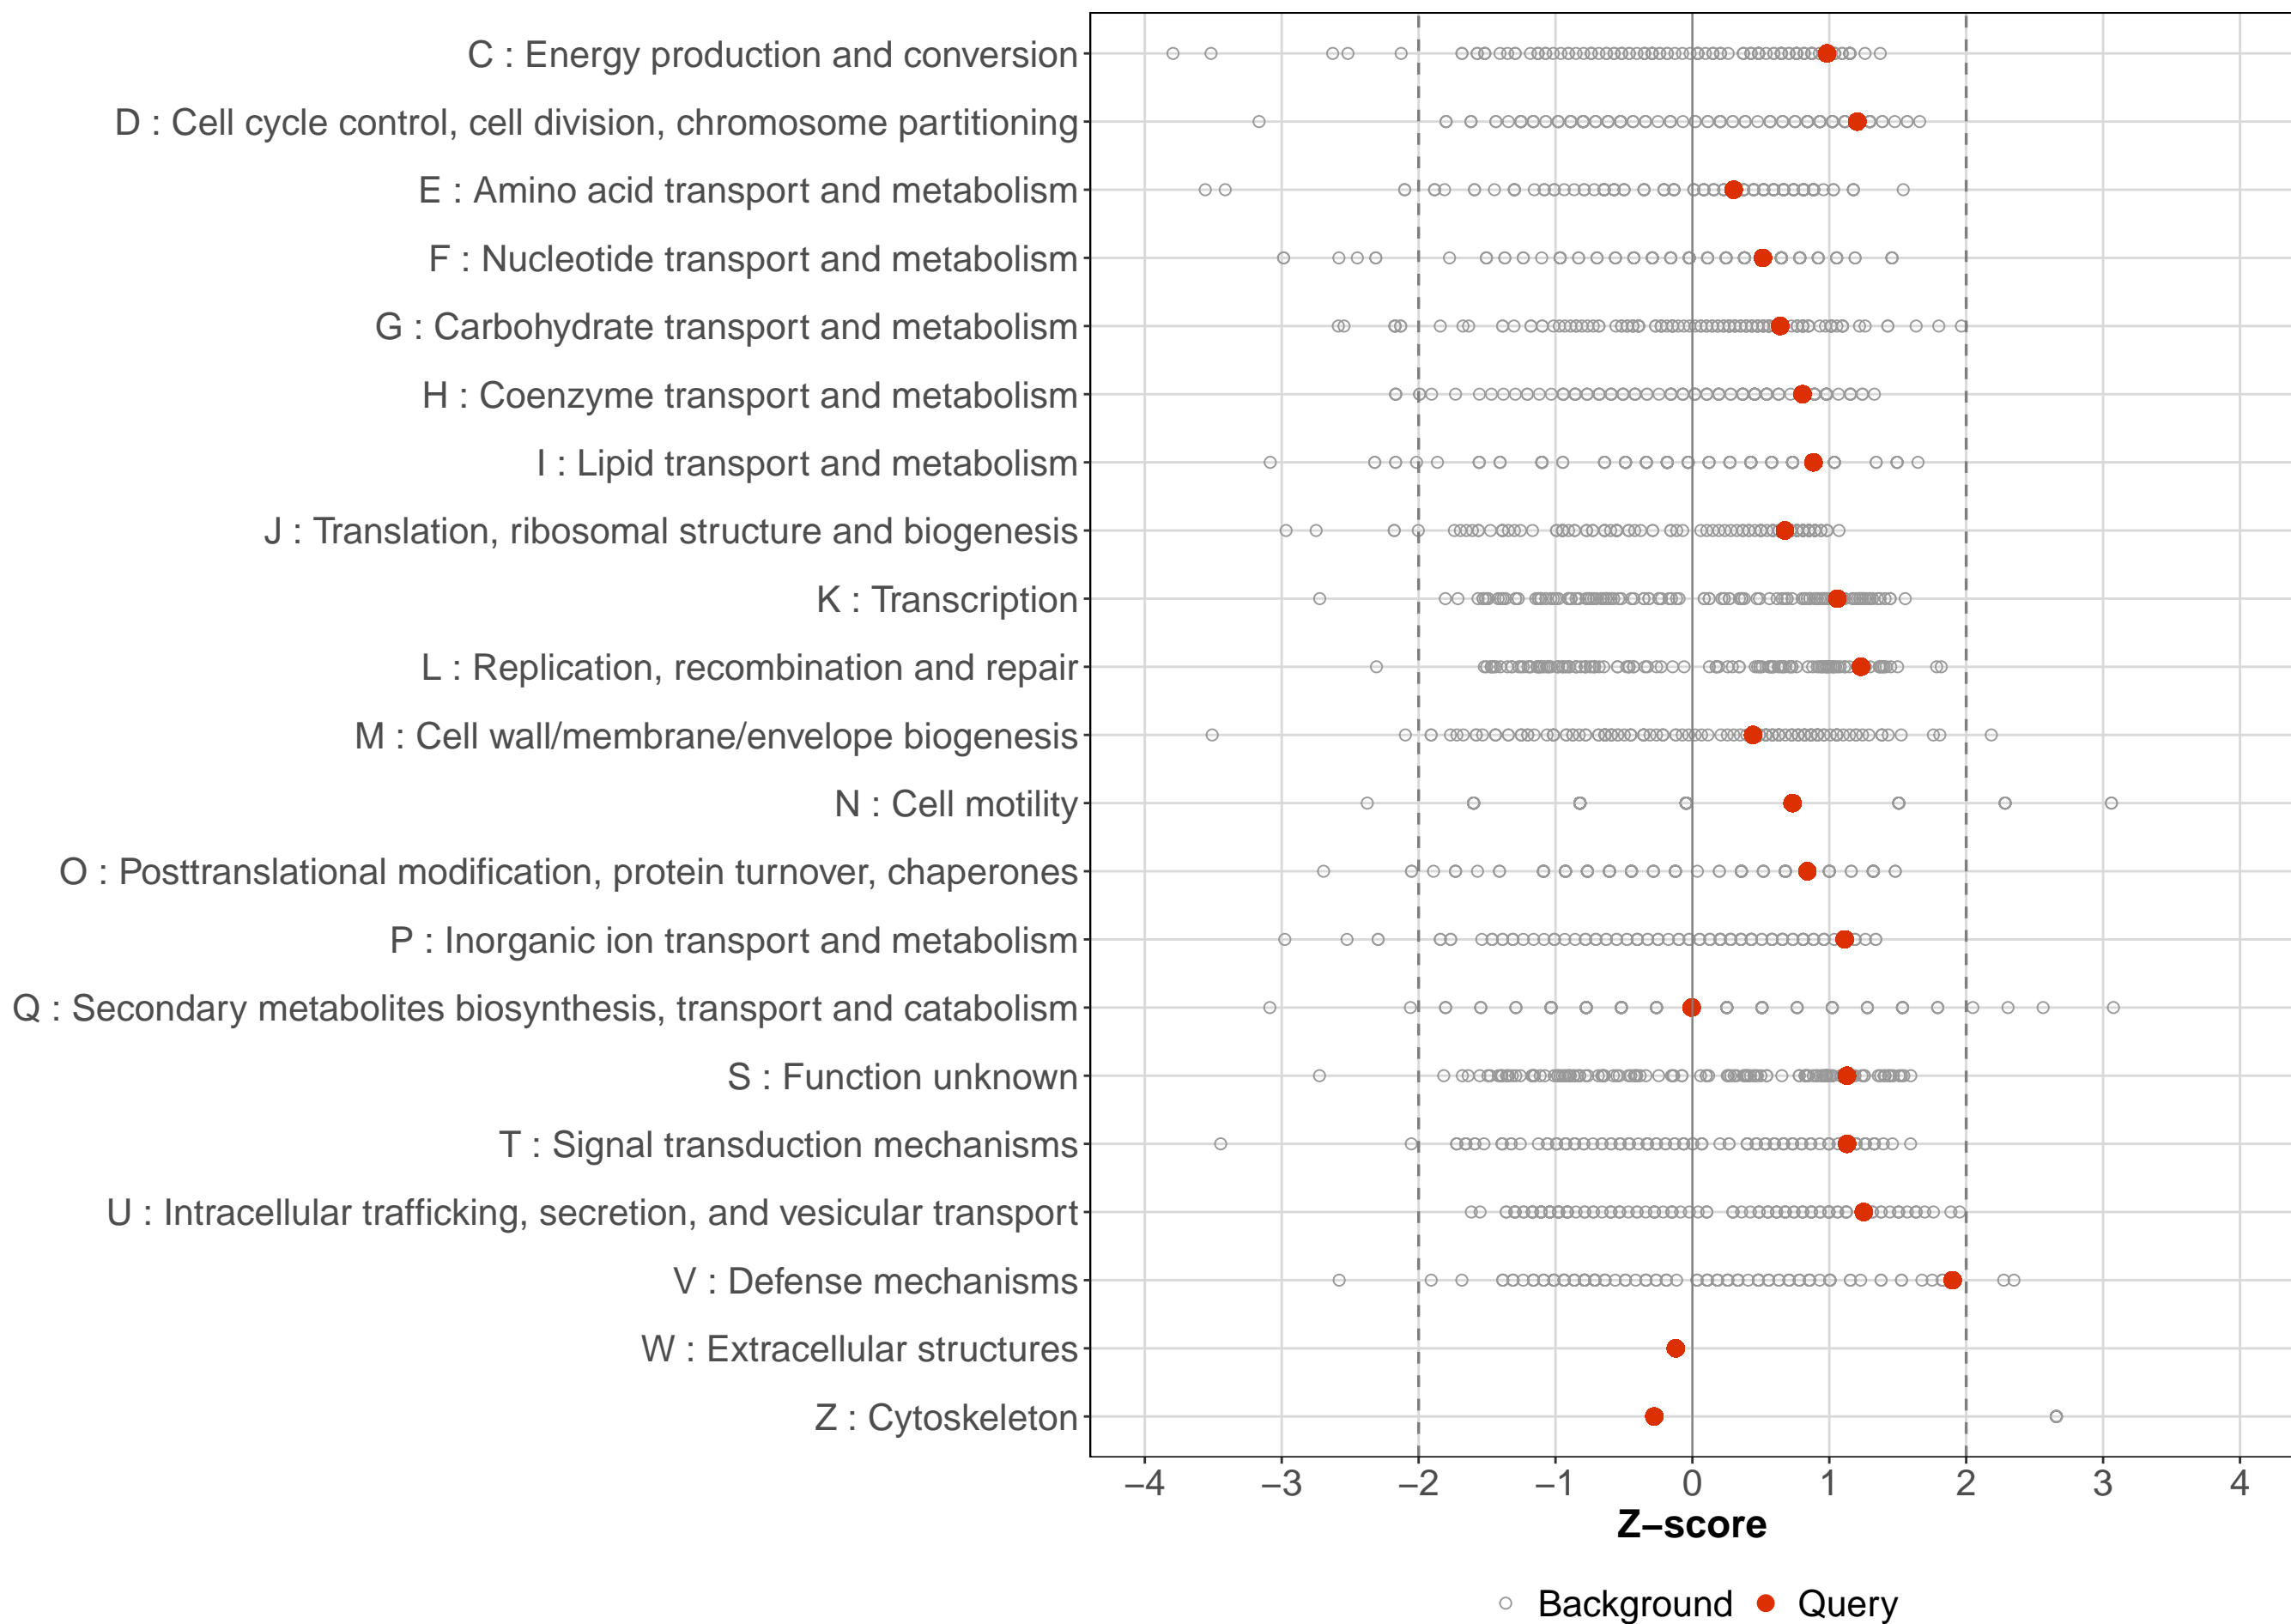 C : Energy production and conversion
D : Cell cycle control, cell division, chromosome partitioning
E : Amino acid transport and metabolism
F : Nucleotide transport and metabolism
G : Carbohydrate transport and metabolism
H : Coenzyme transport and metabolism
I : Lipid transport and metabolism
J : Translation, ribosomal structure and biogenesis
K : Transcription
L : Replication, recombination and repair
M : Cell wall/membrane/envelope biogenesis
N : Cell motility
O : Posttranslational modification, protein turnover, chaperones
P : Inorganic ion transport and metabolism
Q : Secondary metabolites biosynthesis, transport and catabolism
S : Function unknown
T : Signal transduction mechanisms
U : Intracellular trafficking, secretion, and vesicular transport
V : Defense mechanisms
W : Extracellular structures
Z : Cytoskeleton
−4 −3 −2 −1 0 1 2 3 4
Z−score
Background Query